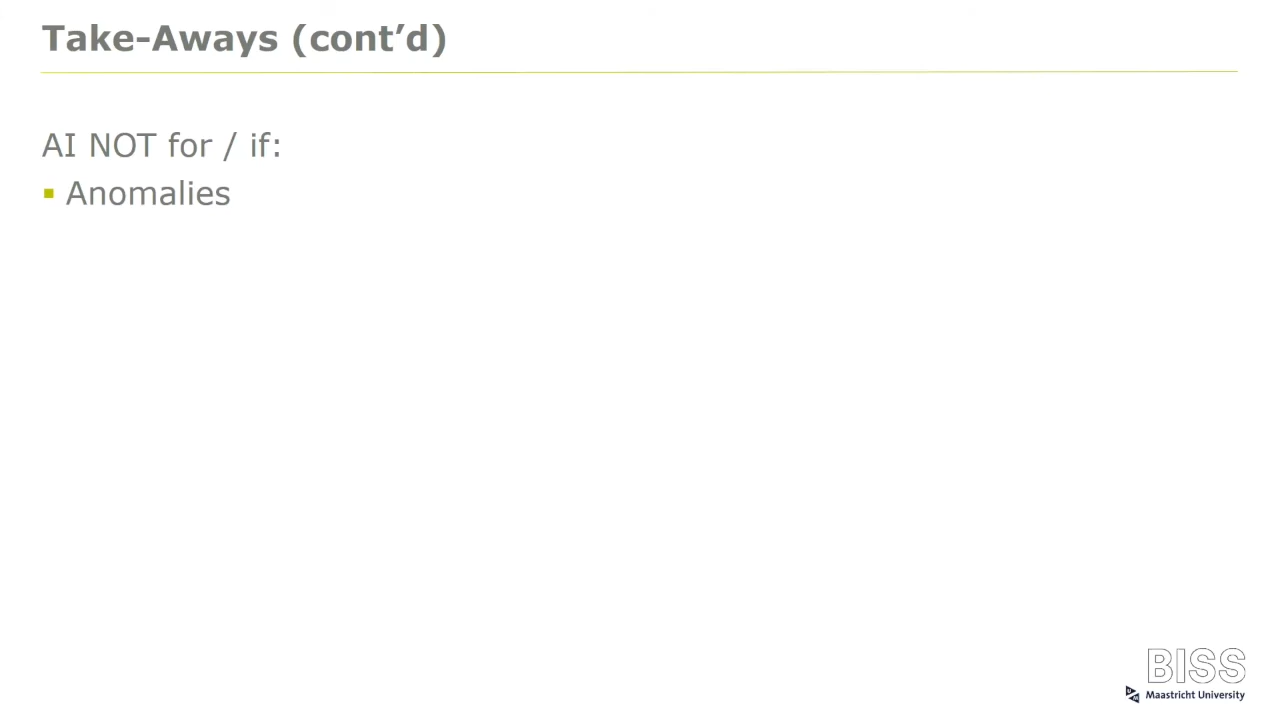 Take-Aways (cont’d)
AI NOT for / if:
Anomalies
BISS
Maastricht University